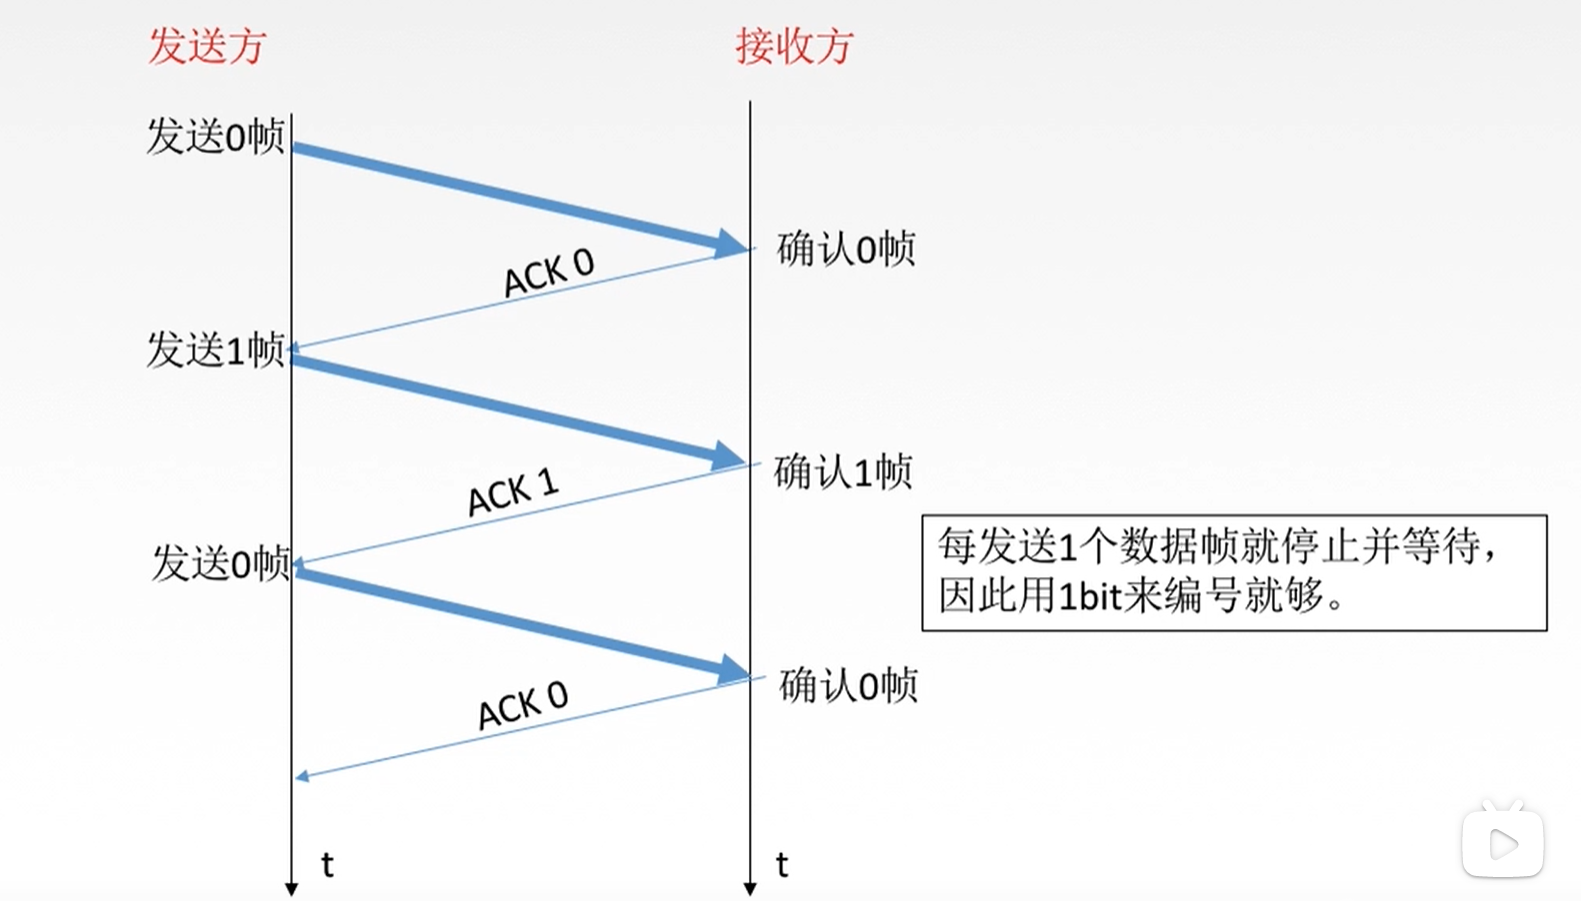 发送方
接收方
发送0帧
确认0帧
ACK 0
发送1帧
确认1帧
ACK 1
每发送1个数据帧就停止并等待，
因此用1bit来编号就够。
发送0帧
确认0帧
ACK 0
t
t